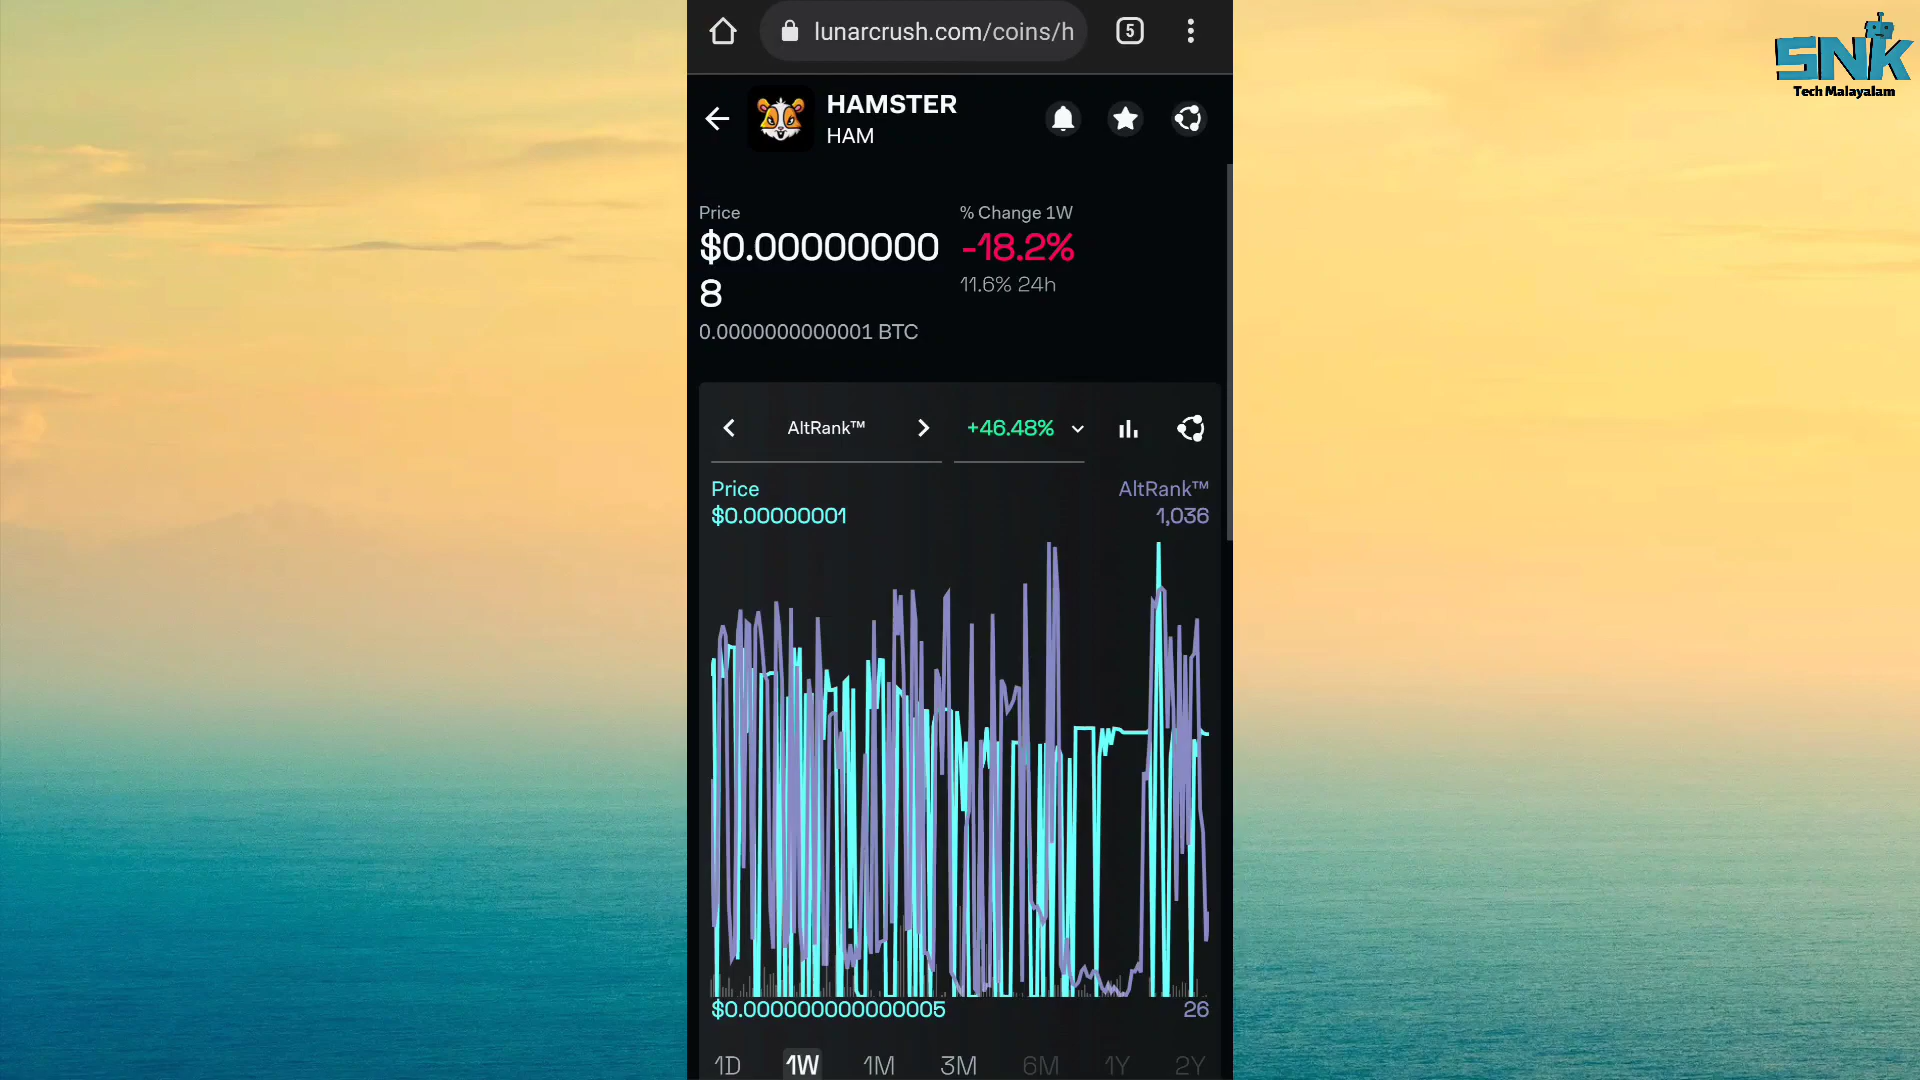 lunarcrush.com/coins/h
5
SNK
Tech Malayalam
HAMSTER
HAM
Price
% Change 1W
$0.00000000
8
-18.2%
11.6% 24h
0.0000000000001 BTC
AltRank™
+46.48%
Price
AltRank™
$0.00000001
1,036
$0.000000000000005
26
1D 1W 1M 3M 6M 1Y 2Y